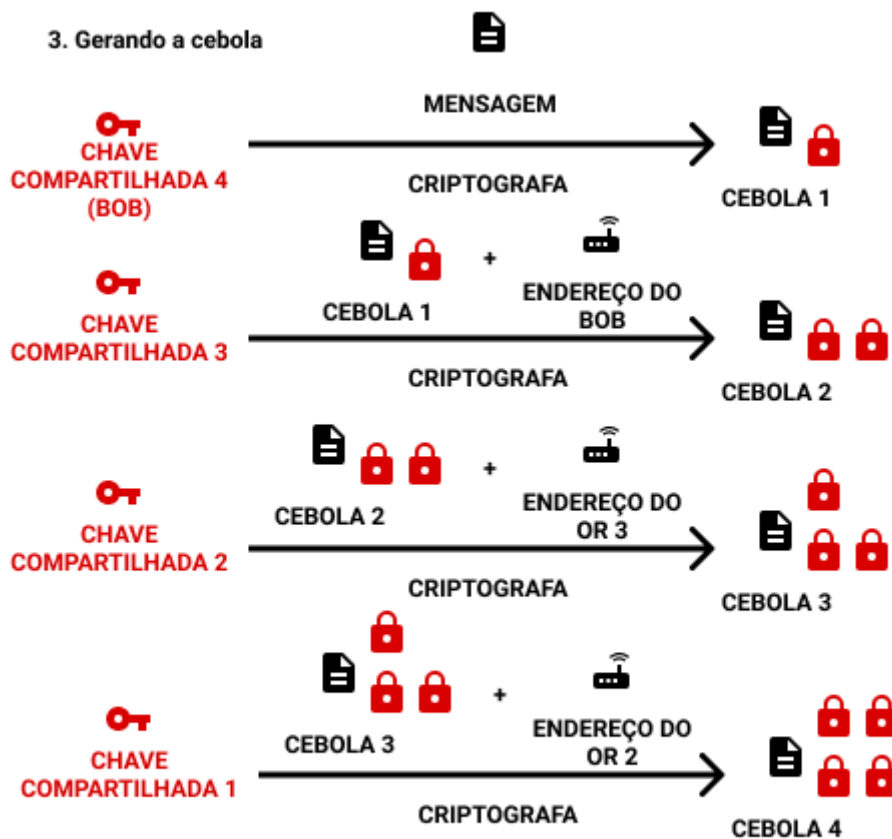 3. Gerando a cebola
MENSAGEM
CHAVE
COMPARTILHADA 4
(BOB)
CRIPTOGRAFA
CEBOLA 1
CHAVE
COMPARTILHADA 3
CEBOLA 1
+
ENDEREÇO DO
BOB
CRIPTOGRAFA
CEBOLA 2
CHAVE
COMPARTILHADA 2
CEBOLA 2
+
ENDEREÇO DO
OR 3
CRIPTOGRAFA
CEBOLA 3
CHAVE
COMPARTILHADA 1
CEBOLA 3
+
ENDEREÇO DO
OR 2
CRIPTOGRAFA
CEBOLA 4